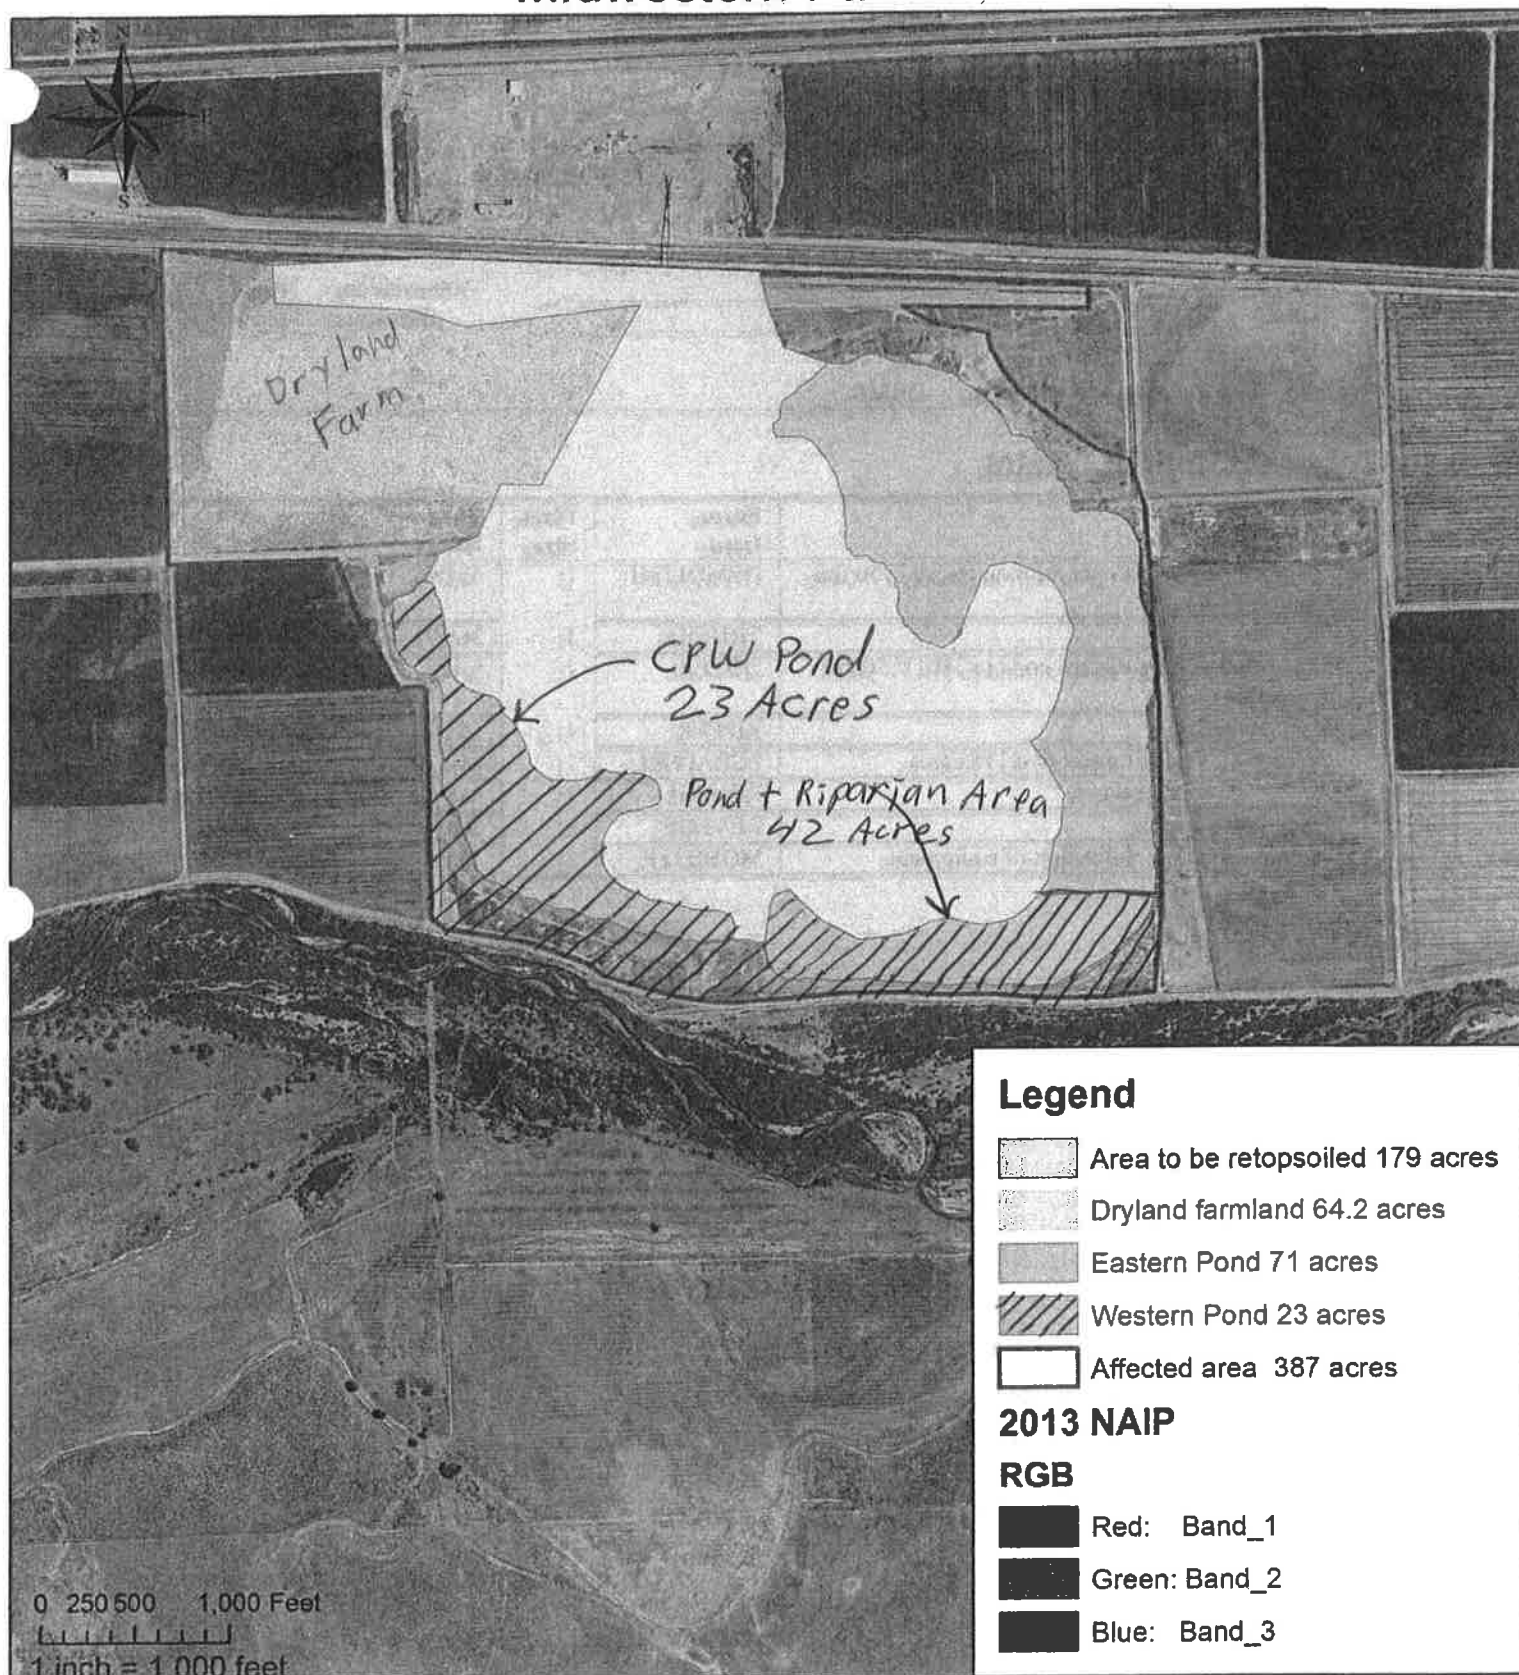 N
E
S
Dryland
Farm
CPW Pond
23 Acres
Pond + Riparian Area
42 Acres
Legend
Area to be retopsoiled 179 acres
Dryland farmland 64.2 acres
Eastern Pond 71 acres
Western Pond 23 acres
Affected area 387 acres
2013 NAIP
RGB
Red: Band_1
Green: Band_2
Blue: Band_3
0 250 500 1,000 Feet
1 inch = 1,000 feet